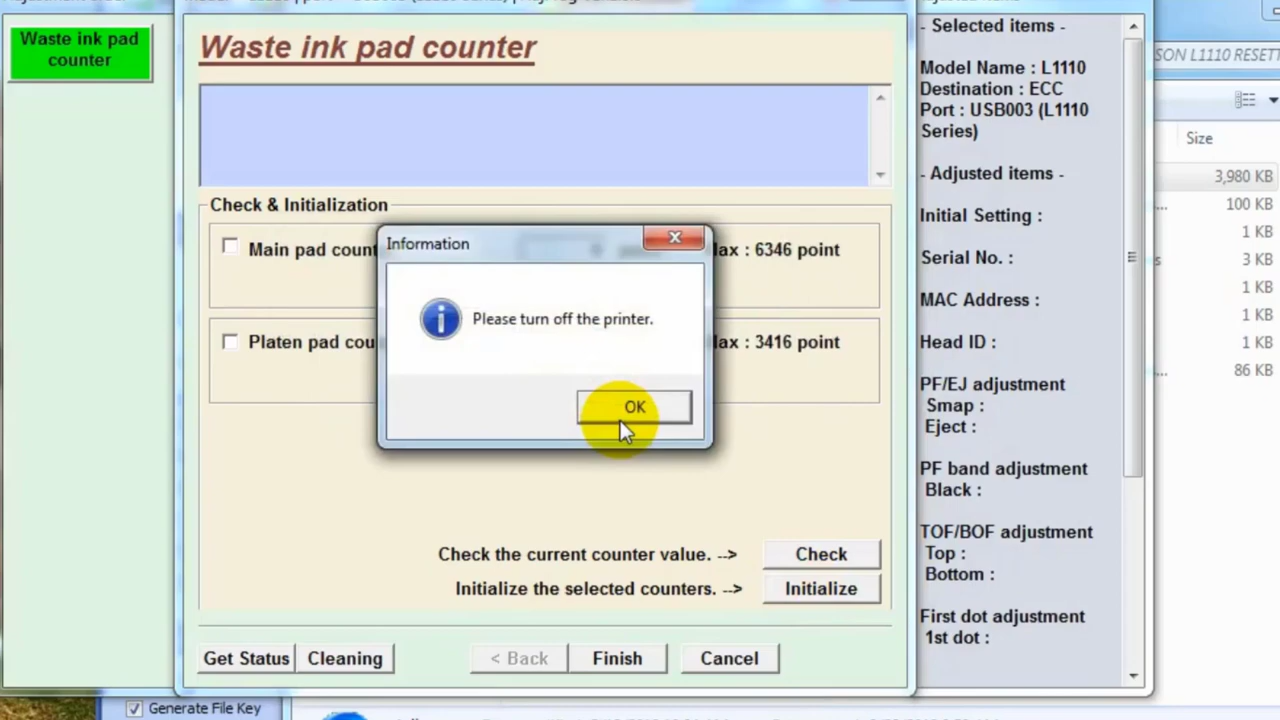 Waste ink pad
counter
Waste ink pad counter
Check & Initialization
Main pad count
Max : 6346 point
Platen pad cou
Max : 3416 point
Information
Please turn off the printer.
OK
Check the current counter value. -->
Check
Initialize the selected counters. -->
Initialize
Get Status
Cleaning
< Back
Finish
Cancel
- Selected items -
Model Name : L1110
Destination : ECC
Port : USB003 (L1110
Series)
- Adjusted items -
Initial Setting :
Serial No. :
MAC Address :
Head ID :
PF/EJ adjustment
Smap :
Eject :
PF band adjustment
Black :
TOF/BOF adjustment
Top :
Bottom :
First dot adjustment
1st dot :
SON L1110 RESETT
Size
3,980 KB
... 100 KB
1 KB
s 3 KB
1 KB
1 KB
1 KB
... 86 KB
Generate File Key